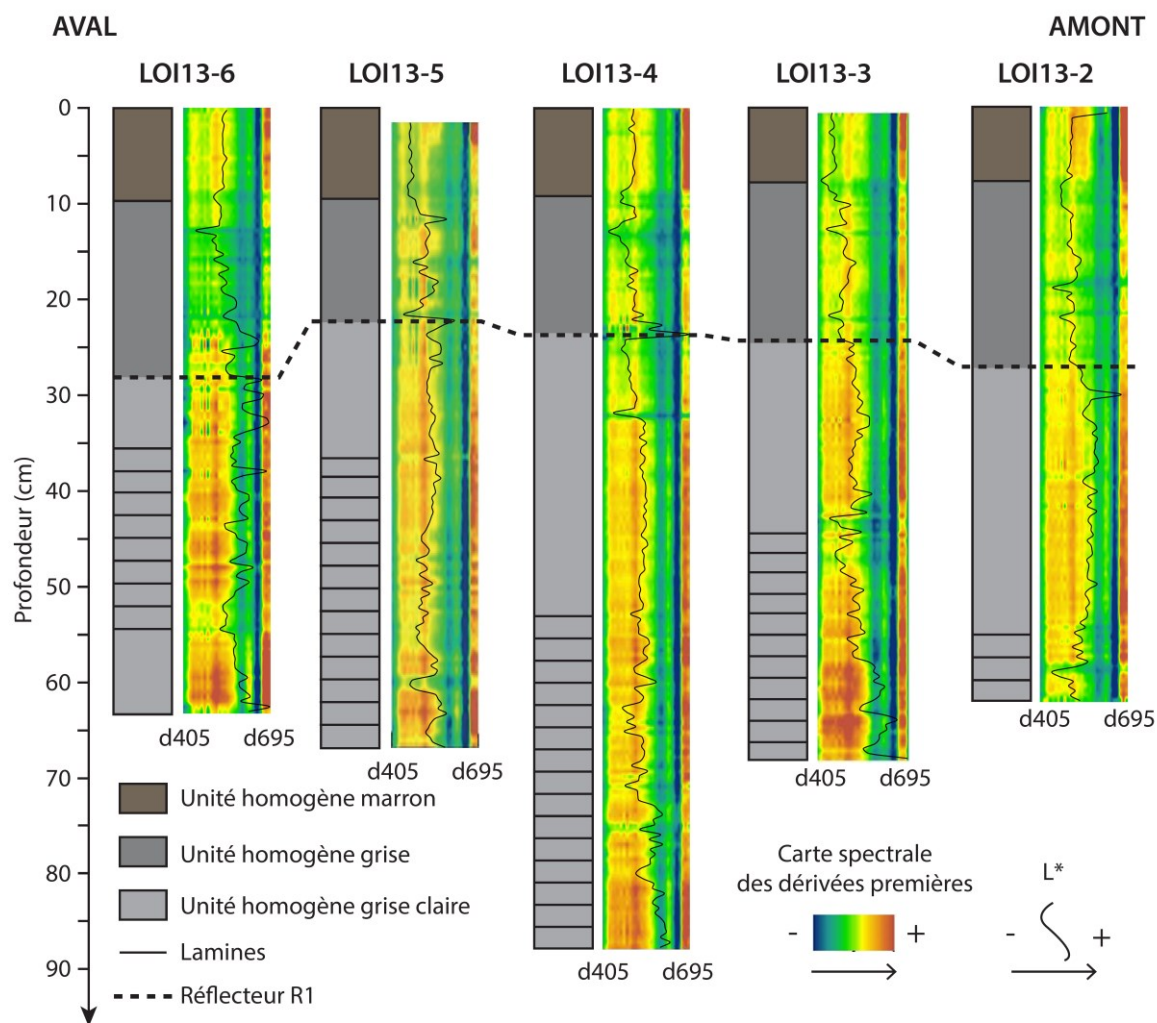 AVAL AMONT
LOI13-6 LOI13-5 LOI13-4 LOI13-3 LOI13-2
0
10
20
30
40
50
60
70
80
90
Profondeur (cm)
d405 d695
d405 d695
d405 d695
d405 d695
d405 d695
Unité homogène marron
Unité homogène grise
Unité homogène grise claire
Lamines
Réflecteur R1
Carte spectrale
des dérivées premières
- +
L*
- +